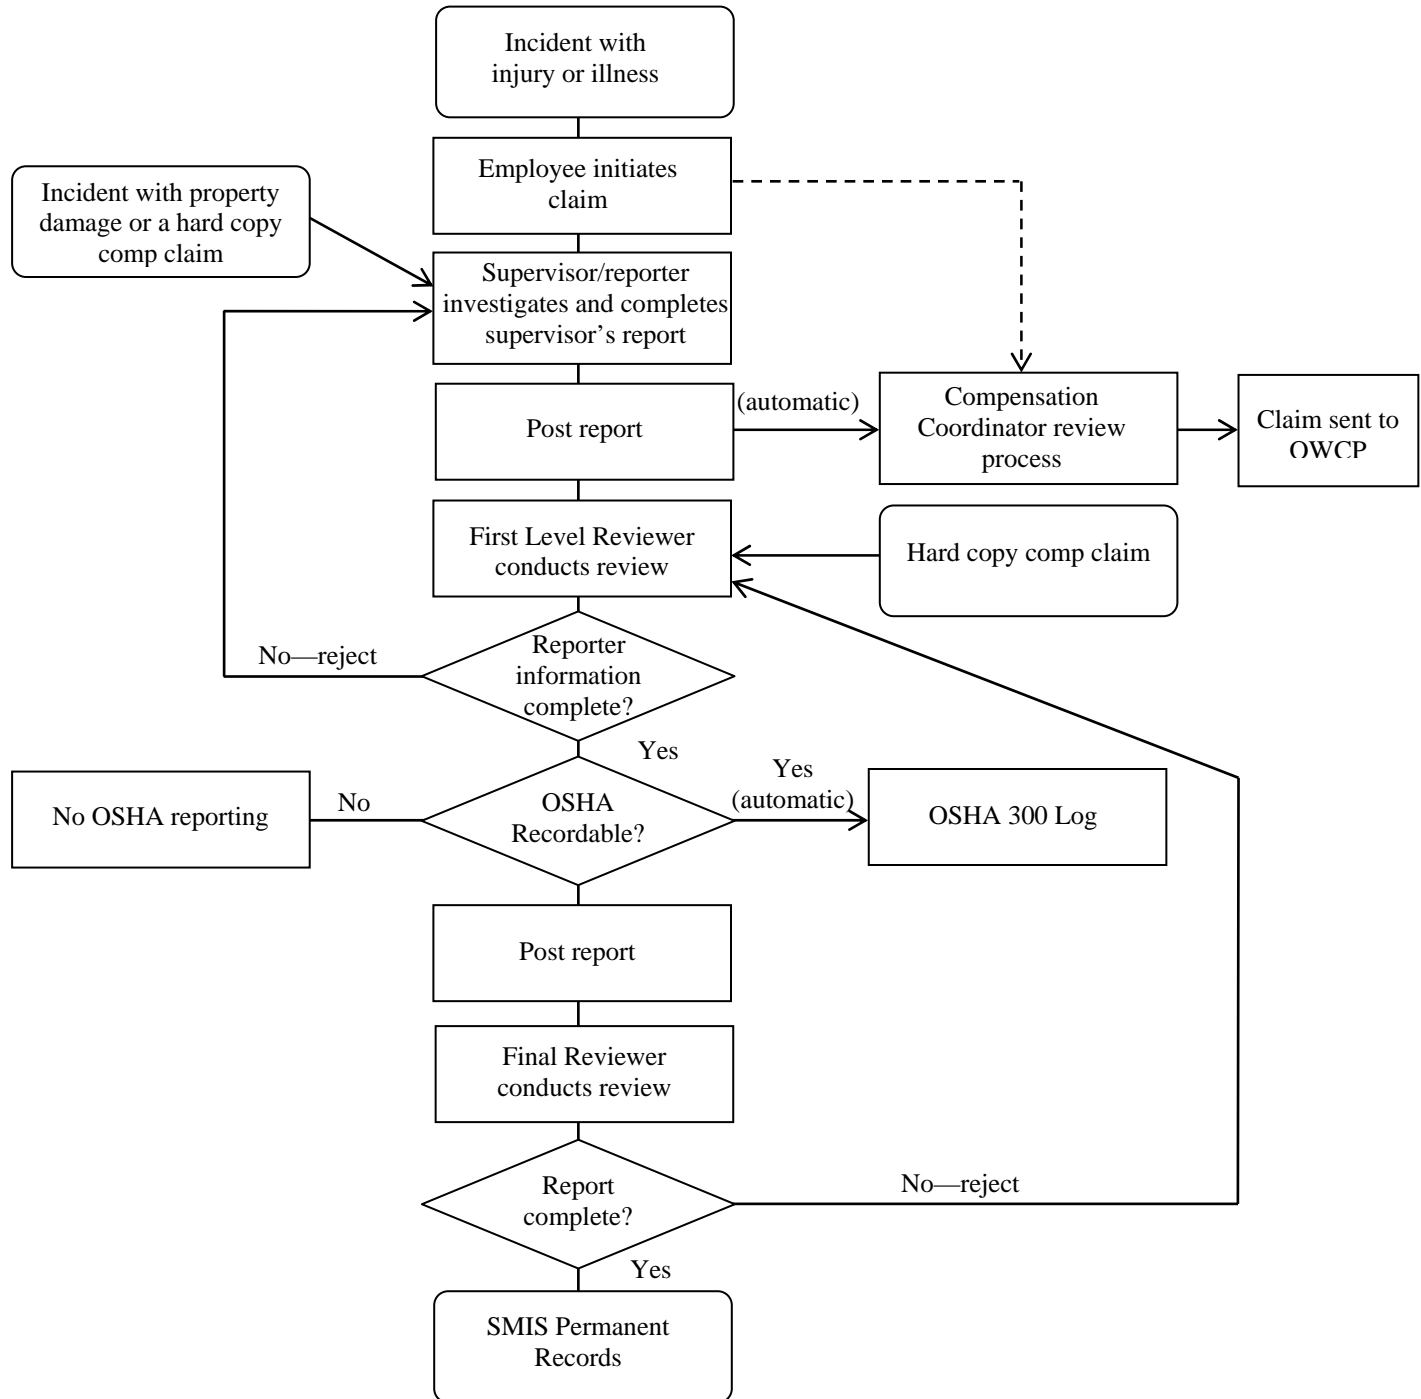 Incident with
injury or illness
Employee initiates
claim
Incident with property
damage or a hard copy
comp claim
Supervisor/reporter
investigates and completes
supervisor’s report
Post report
(automatic)
Compensation
Coordinator review
process
Claim sent to
OWCP
First Level Reviewer
conducts review
Hard copy comp claim
Reporter
information
complete?
No—reject
Yes
OSHA
Recordable?
No
No OSHA reporting
Yes
(automatic)
OSHA 300 Log
Post report
Final Reviewer
conducts review
Report
complete?
No—reject
Yes
SMIS Permanent
Records